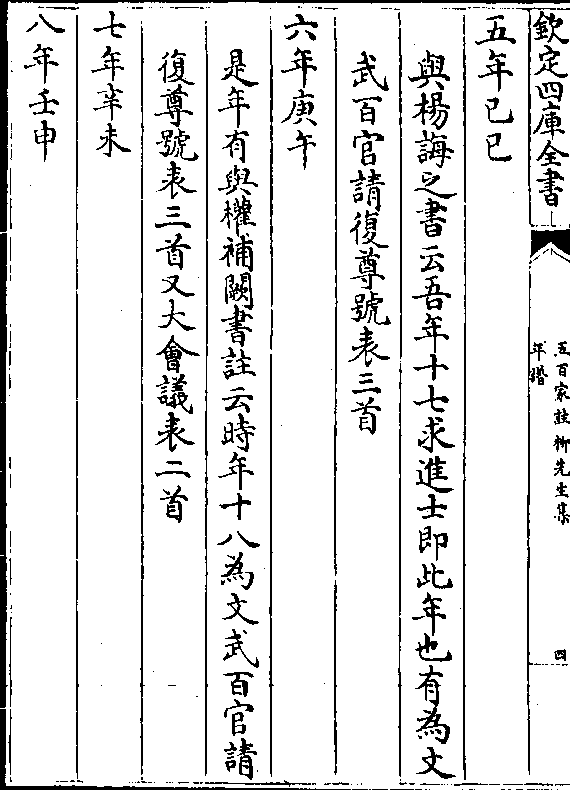 欽定四庫全書
五百家註柳先生集
年譜
四
五年己巳
與楊誨之書云吾年十七求進士即此年也有為文
武百官請復尊號表三首
六年庚午
是年有與權補闕書註云時年十八為文武百官請
復尊號表三首又大會議表二首
七年辛未
八年壬申